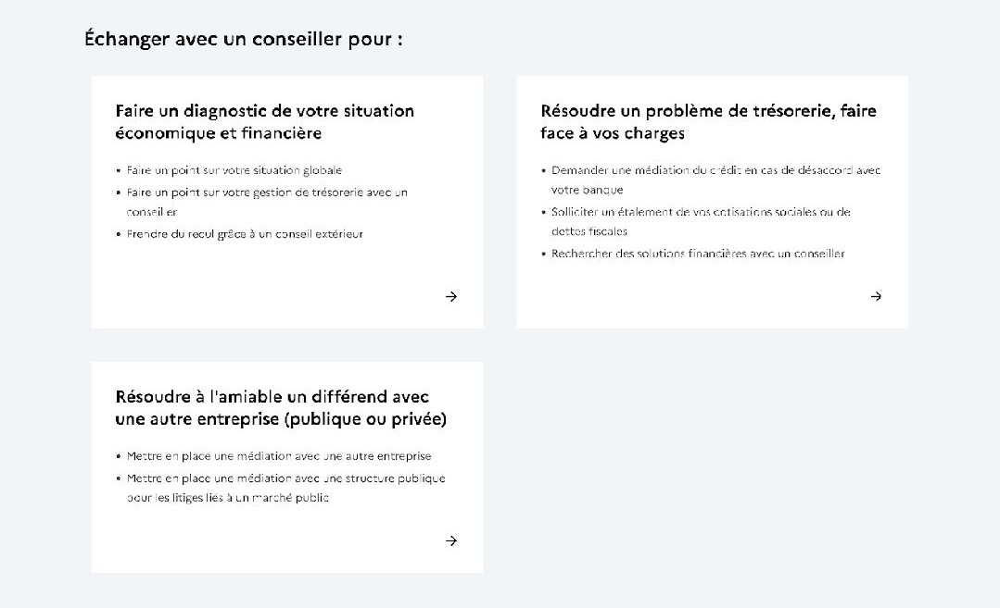 Échanger avec un conseiller pour :
Faire un diagnostic de votre situation
économique et financière
• Faire un point sur votre situation globale
• Faire un point sur votre gestion de trésorerie avec un
conseiller
• Prendre du recul grâce à un conseil extérieur
Résoudre un problème de trésorerie, faire
face à vos charges
• Demander une médiation du crédit en cas de désaccord avec
votre banque
• Solliciter un étalement de vos cotisations sociales ou de
dettes fiscales
• Rechercher des solutions financières avec un conseiller
Résoudre à l'amiable un différend avec
une autre entreprise (publique ou privée)
• Mettre en place une médiation avec une autre entreprise
• Mettre en place une médiation avec une structure publique
pour les litiges liés à un marché public